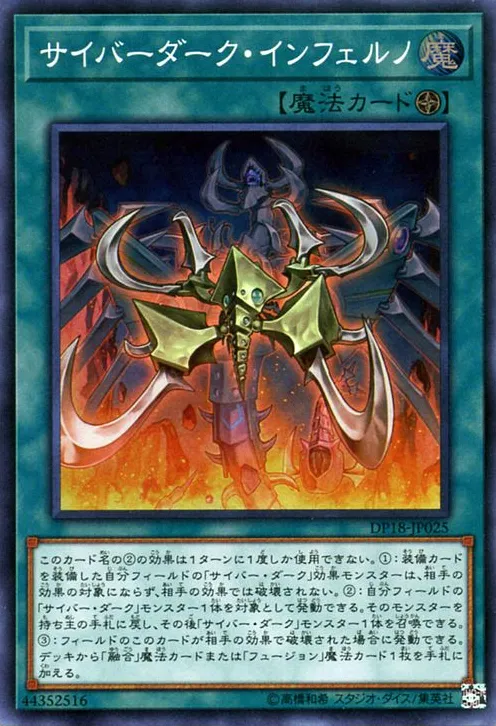 サイバーダーク・インフェルノ 魔
【魔法カード】
DP18-JP025
このカード名の②の効果は1ターンに1度しか使用できない。①：装備カード
を装備した自分フィールドの「サイバー・ダーク」効果モンスターは、相手の
効果の対象にならず、相手の効果では破壊されない。②：自分フィールドの
「サイバー・ダーク」モンスター1体を対象として発動できる。そのモンスターを
持ち主の手札に戻し、その後「サイバー・ダーク」モンスター1体を召喚できる。
③：フィールドのこのカードが相手の効果で破壊された場合に発動できる。
デッキから「融合」魔法カードまたは「フュージョン」魔法カード1枚を手札に
加える。
44352516 ©高橋和希 スタジオ・ダイス/集英社